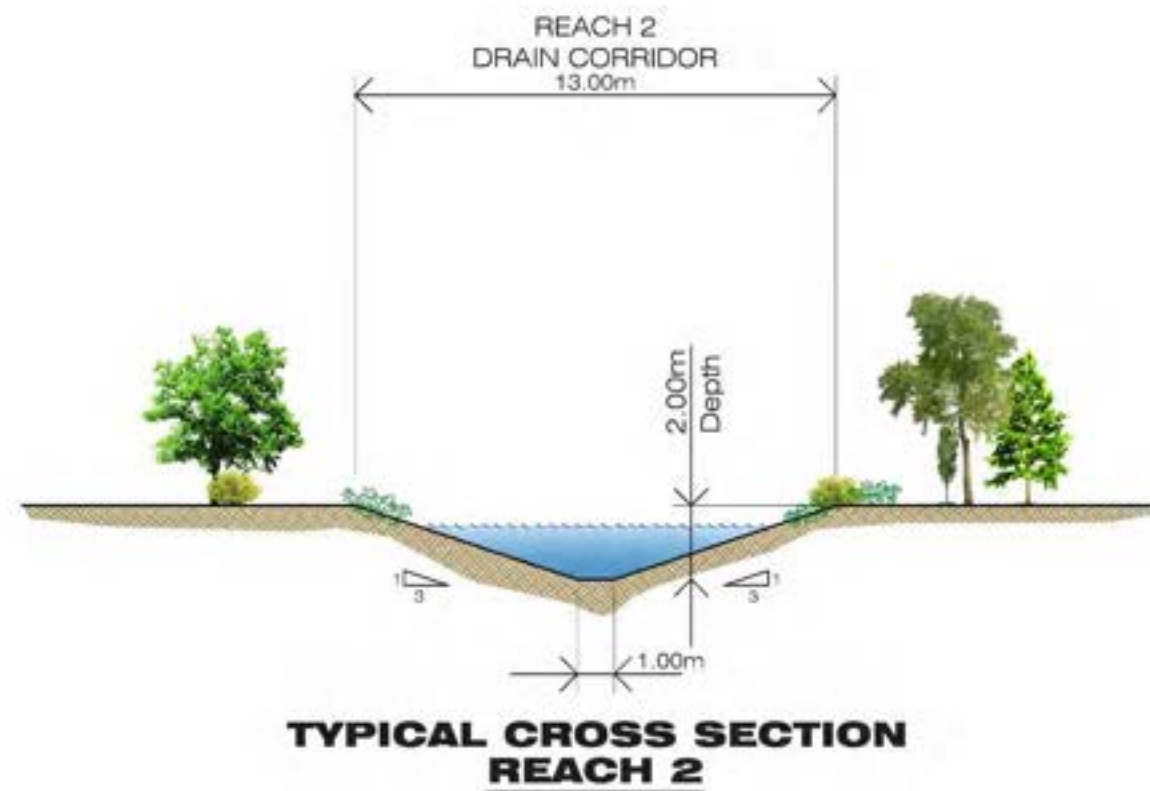 REACH 2
DRAIN CORRIDOR
13.00m
2.00m
Depth
1
3
1
3
1.00m
TYPICAL CROSS SECTION
REACH 2